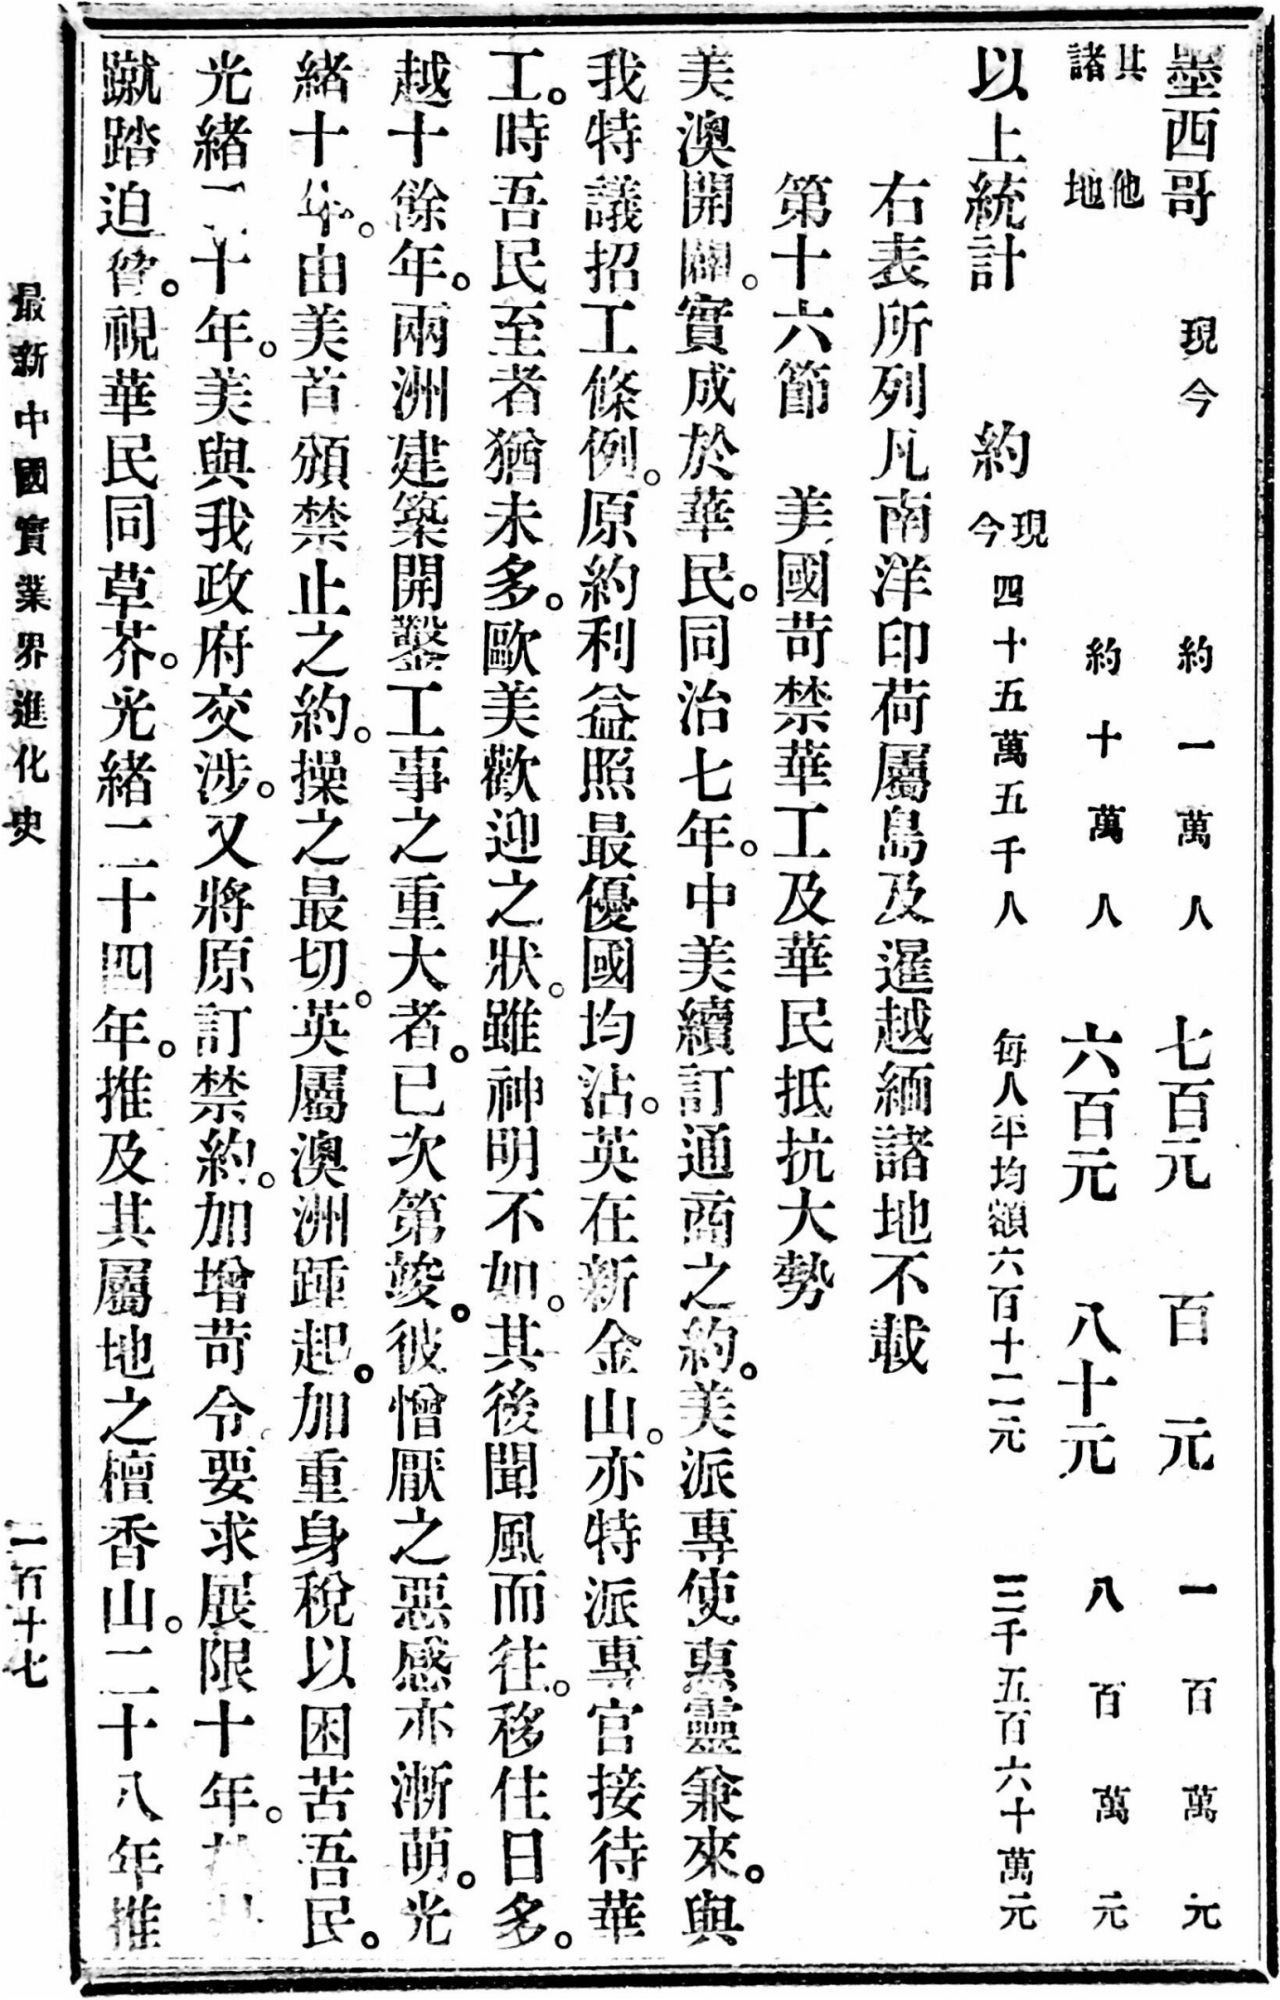 墨西哥 現今 約一萬人 七百元 百元 一百萬元
其他諸地 約十萬人 六百元 八十元 八百萬元
以上統計 約現今四十五萬五千人 每人平均額六百十二元 三千五百六十萬元
右表所列凡南洋印荷屬島及暹越緬諸地不載
第十六節 美國苛禁華工及華民抵抗大勢
美澳開闢。實成於華民。同治七年。中美續訂通商之約。美派專使惠靈兼來。與
我特議招工條例。原約利益照最優國均沾。英在新金山。亦特派專官接待華
工。時吾民至者猶未多。歐美歡迎之狀。雖神明不如。其後聞風而往。移住日多。
越十餘年。兩洲建築開鑿工事之重大者。已次第竣。彼憎厭之惡感亦漸萌。光
緒十年。由美首頒禁止之約。操之最切。英屬澳洲踵起。加重身稅以困苦吾民。
光緒二十年。美與我政府交涉。又將原訂禁約。加增苛令。要求展限十年。
蹴踏迫脅。視華民同草芥。光緒二十四年。推及其屬地之檀香山。二十八年推
最新中國實業界進化史
一百十七